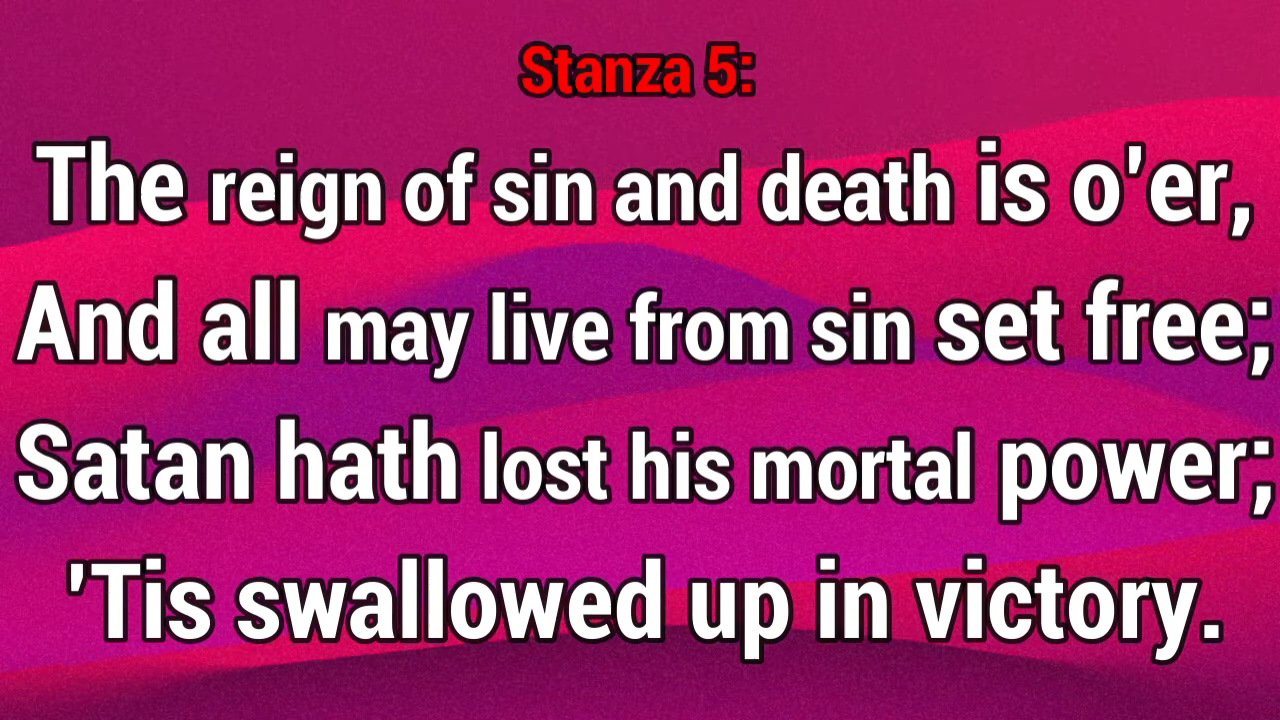 Stanza 5:
The reign of sin and death is o'er,
And all may live from sin set free;
Satan hath lost his mortal power;
'Tis swallowed up in victory.